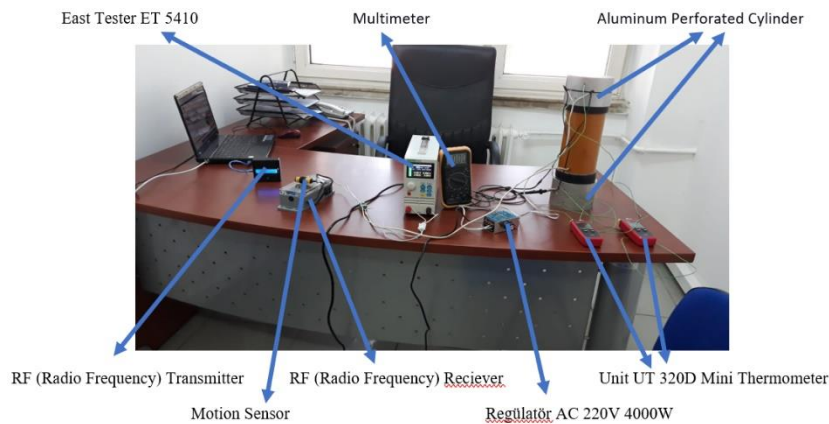 East Tester ET 5410
Multimeter
Aluminum Perforated Cylinder
RF (Radio Frequency) Transmitter
RF (Radio Frequency) Reciever
Unit UT 320D Mini Thermometer
Motion Sensor
Regülatör AC 220V 4000W